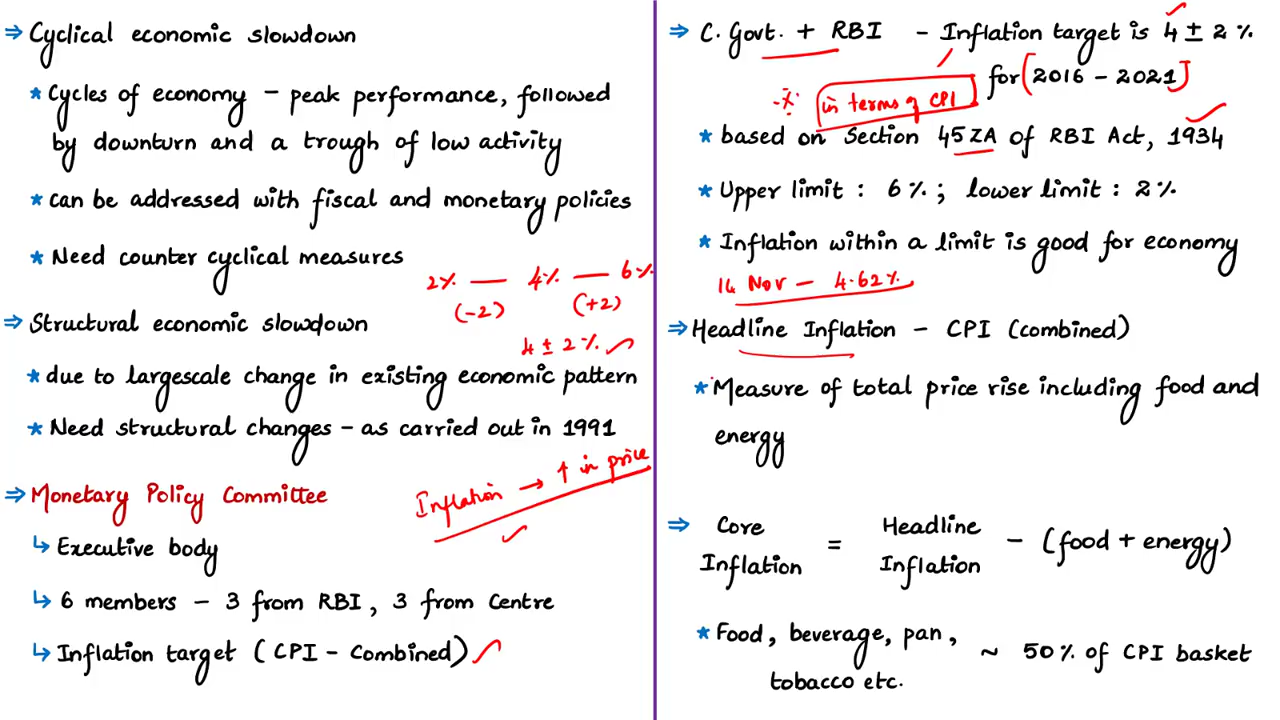 ⇒ Cyclical economic slowdown
* Cycles of economy – peak performance, followed
by downturn and a trough of low activity
* can be addressed with fiscal and monetary policies
* Need counter cyclical measures
2% — 4% — 6%
(-2) (+2)
4 ± 2% ✓
⇒ Structural economic slowdown
* due to largescale change in existing economic pattern
* Need structural changes – as carried out in 1991
Inflation → ↑ in price
✓
⇒ Monetary Policy Committee
↳ Executive body
↳ 6 members – 3 from RBI, 3 from Centre
↳ Inflation target (CPI – Combined) ✓
⇒ C. Govt. + RBI – Inflation target is 4 ± 2%
for [2016 – 2021]
in terms of CPI
* based on Section 45ZA of RBI Act, 1934
* Upper limit : 6% ; lower limit : 2%
* Inflation within a limit is good for economy
14 Nov – 4.62%
⇒ Headline Inflation – CPI (combined)
* Measure of total price rise including food and
energy
⇒ Core Inflation = Headline Inflation – (food + energy)
* Food, beverage, pan,
tobacco etc.
~ 50% of CPI basket